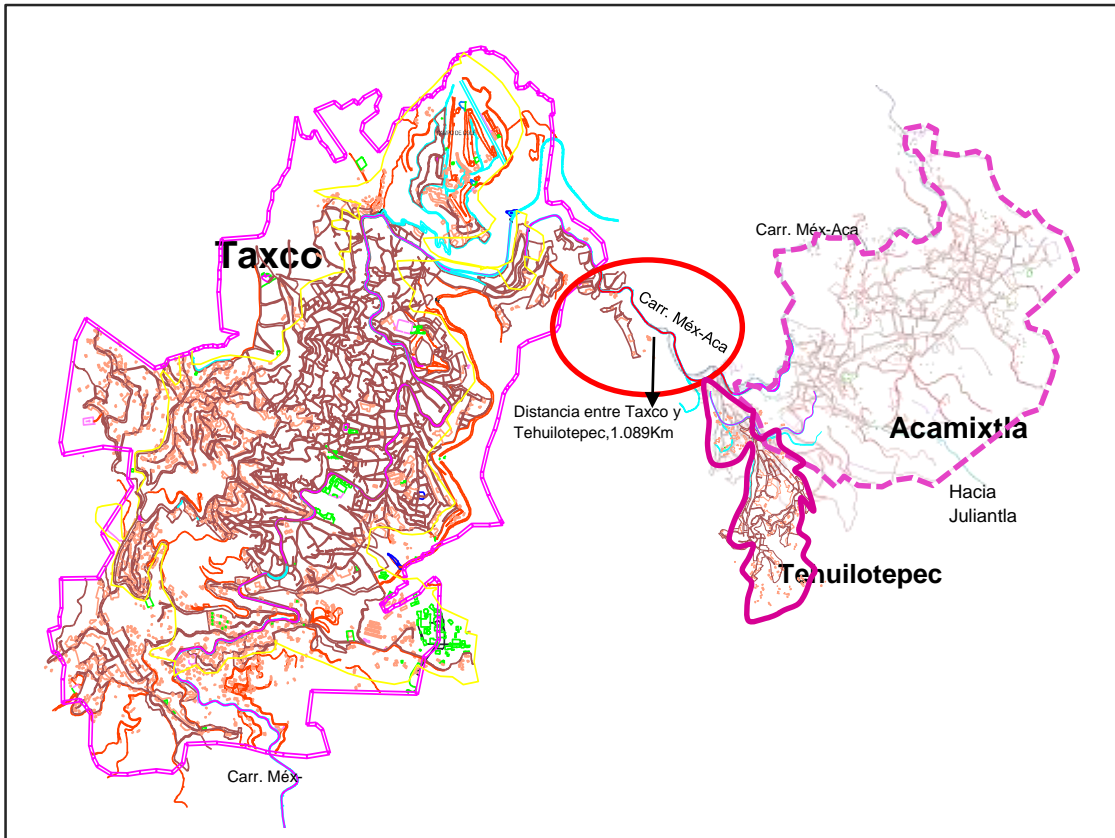 Taxco
Carr. Méx-Aca
Carr. Méx-Aca
Distancia entre Taxco y
Tehuilotepec,1.089Km
Acamixtla
Hacia
Juliantla
Tehuilotepec
Carr. Méx-